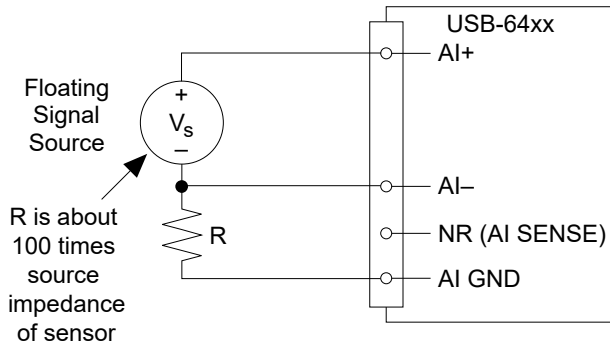 USB-64xx
AI+
Floating
Signal
Source
+
Vs
–
R is about
100 times
source
impedance
of sensor
R
AI–
NR (AI SENSE)
AI GND